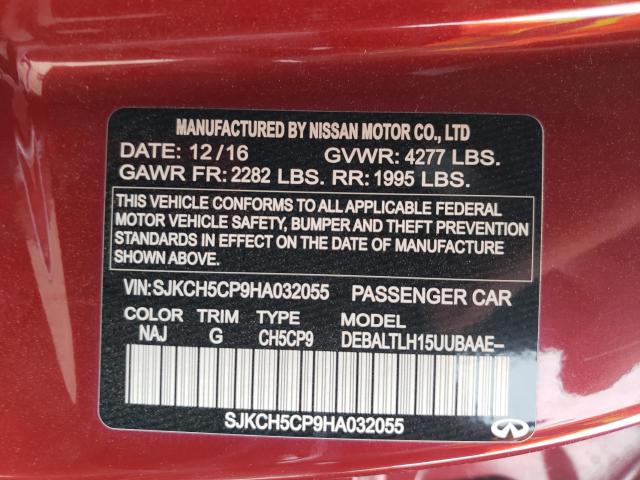 MANUFACTURED BY NISSAN MOTOR CO., LTD
DATE: 12/16 GVWR: 4277 LBS.
GAWR FR: 2282 LBS. RR: 1995 LBS.
THIS VEHICLE CONFORMS TO ALL APPLICABLE FEDERAL
MOTOR VEHICLE SAFETY, BUMPER AND THEFT PREVENTION
STANDARDS IN EFFECT ON THE DATE OF MANUFACTURE
SHOWN ABOVE.
VIN:SJKCH5CP9HA032055 PASSENGER CAR
COLOR TRIM TYPE MODEL
NAJ G CH5CP9 DEBALTLH15UUBAAE–
SJKCH5CP9HA032055